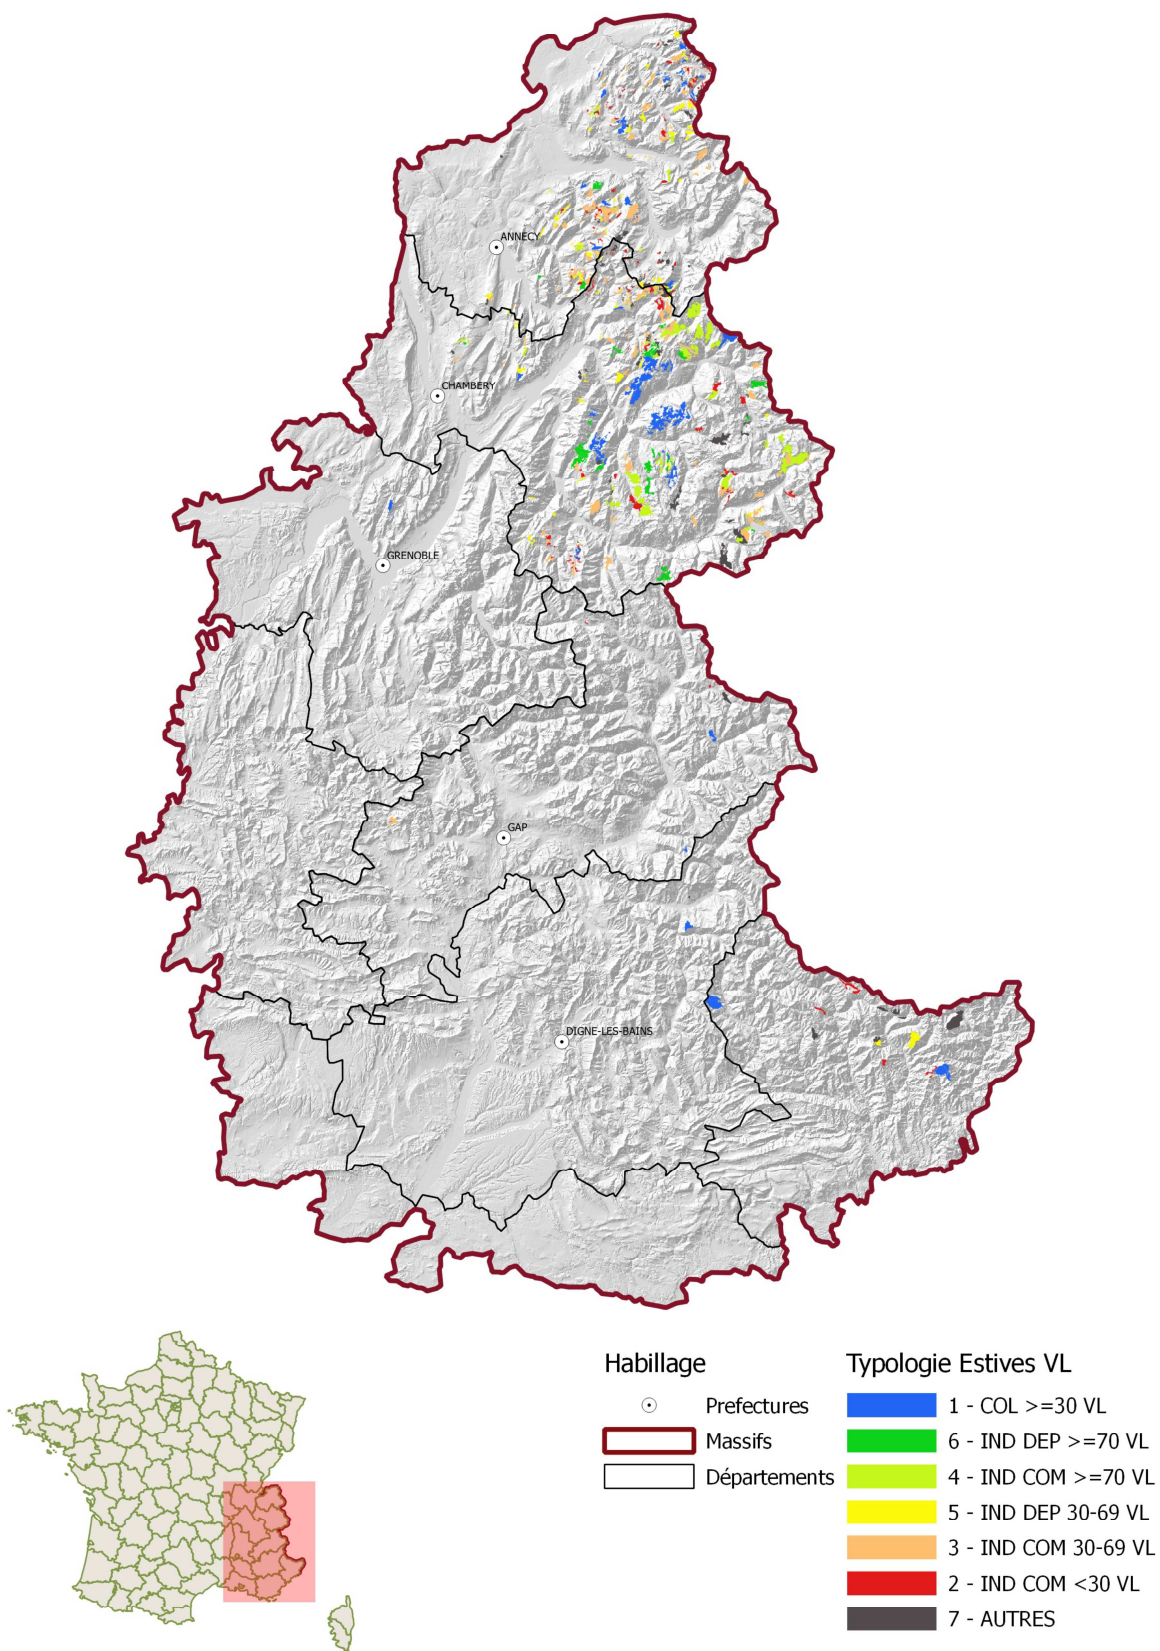 ANNECY
CHAMBERY
GRENOBLE
GAP
DIGNE-LES-BAINS
Habillage
Prefectures
Massifs
Départements
Typologie Estives VL
1 - COL >=30 VL
6 - IND DEP >=70 VL
4 - IND COM >=70 VL
5 - IND DEP 30-69 VL
3 - IND COM 30-69 VL
2 - IND COM <30 VL
7 - AUTRES